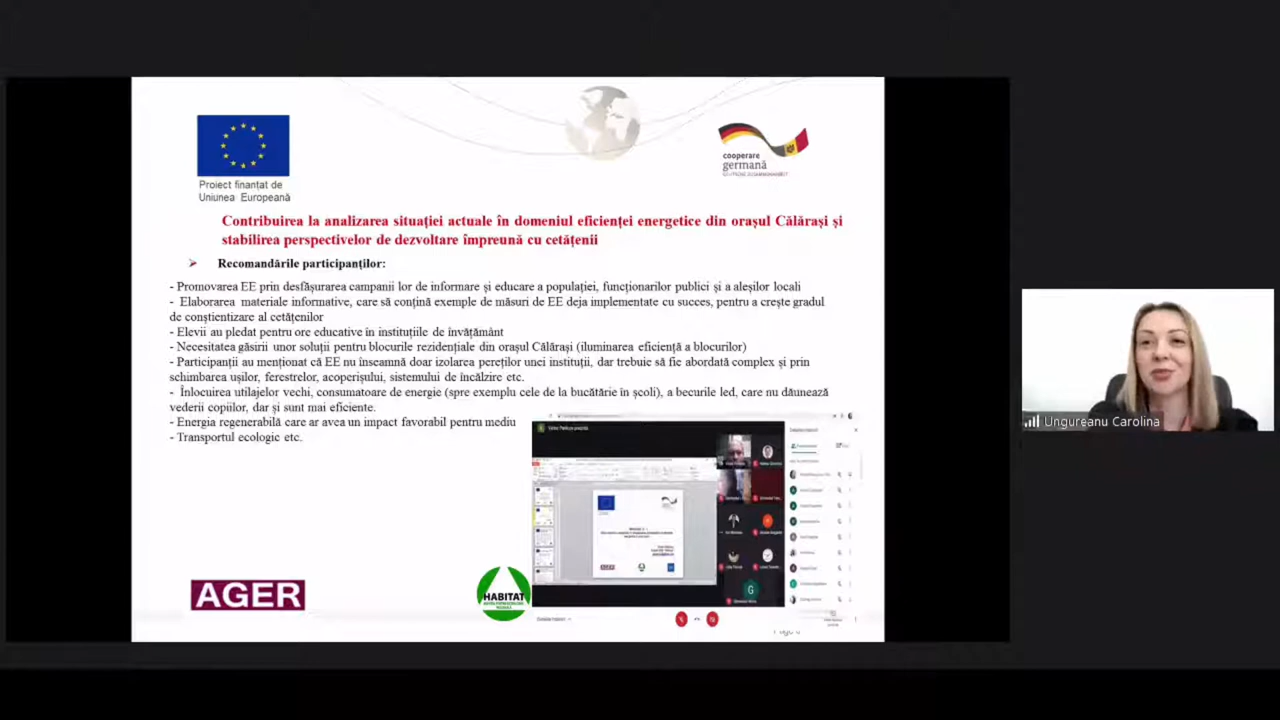 Proiect finanțat de
Uniunea Europeană
cooperare
germană
DEUTSCHE ZUSAMMENARBEIT
Contribuirea la analizarea situației actuale în domeniul eficienței energetice din orașul Călărași și
stabilirea perspectivelor de dezvoltare împreună cu cetățenii
Recomandările participanților:
- Promovarea EE prin desfășurarea campanii lor de informare și educare a populației, funcționarilor publici și a aleșilor locali
- Elaborarea materiale informative, care să conțină exemple de măsuri de EE deja implementate cu succes, pentru a crește gradul
de conștientizare al cetățenilor
- Elevii au pledat pentru ore educative în instituțiile de învățământ
- Necesitatea găsirii unor soluții pentru blocurile rezidențiale din orașul Călărași (iluminarea eficiență a blocurilor)
- Participanții au menționat că EE nu înseamnă doar izolarea pereților unei instituții, dar trebuie să fie abordată complex și prin
schimbarea ușilor, ferestrelor, acoperișului, sistemului de încălzire etc.
- Înlocuirea utilajelor vechi, consumatoare de energie (spre exemplu cele de la bucătărie în școli), a becurile led, care nu dăunează
vederii copiilor, dar și sunt mai eficiente.
- Energia regenerabilă care ar avea un impact favorabil pentru mediu
- Transportul ecologic etc.
Ungureanu Carolina
AGER
HABITAT
G